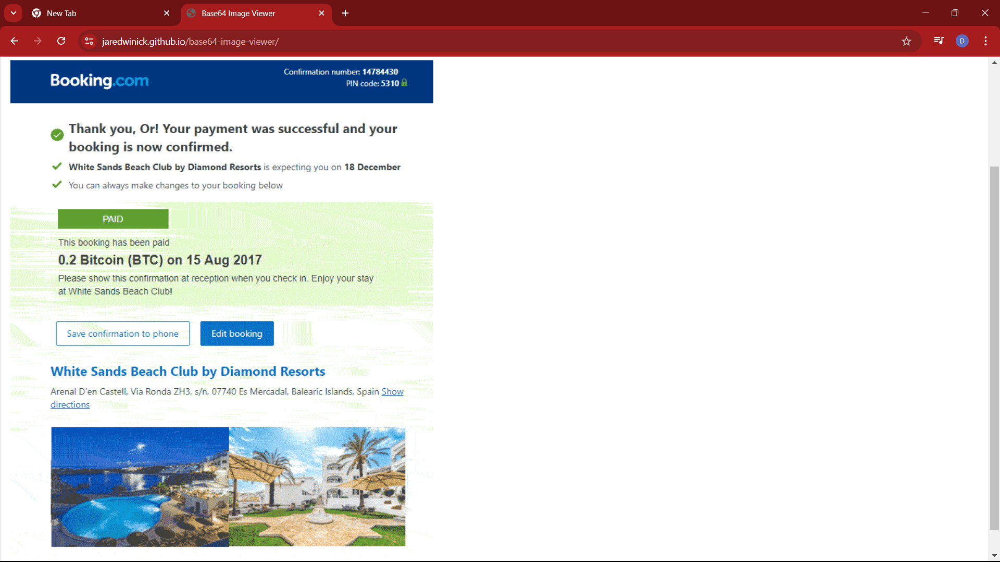 New Tab
Base64 Image Viewer
jaredwinick.github.io/base64-image-viewer/
D
Booking.com
Confirmation number: 14784430
PIN code: 5310
Thank you, Or! Your payment was successful and your
booking is now confirmed.
White Sands Beach Club by Diamond Resorts is expecting you on 18 December
You can always make changes to your booking below
PAID
This booking has been paid
0.2 Bitcoin (BTC) on 15 Aug 2017
Please show this confirmation at reception when you check in. Enjoy your stay
at White Sands Beach Club!
Save confirmation to phone
Edit booking
White Sands Beach Club by Diamond Resorts
Arenal D'en Castell, Via Ronda ZH3, s/n, 07740 Es Mercadal, Balearic Islands, Spain Show
directions